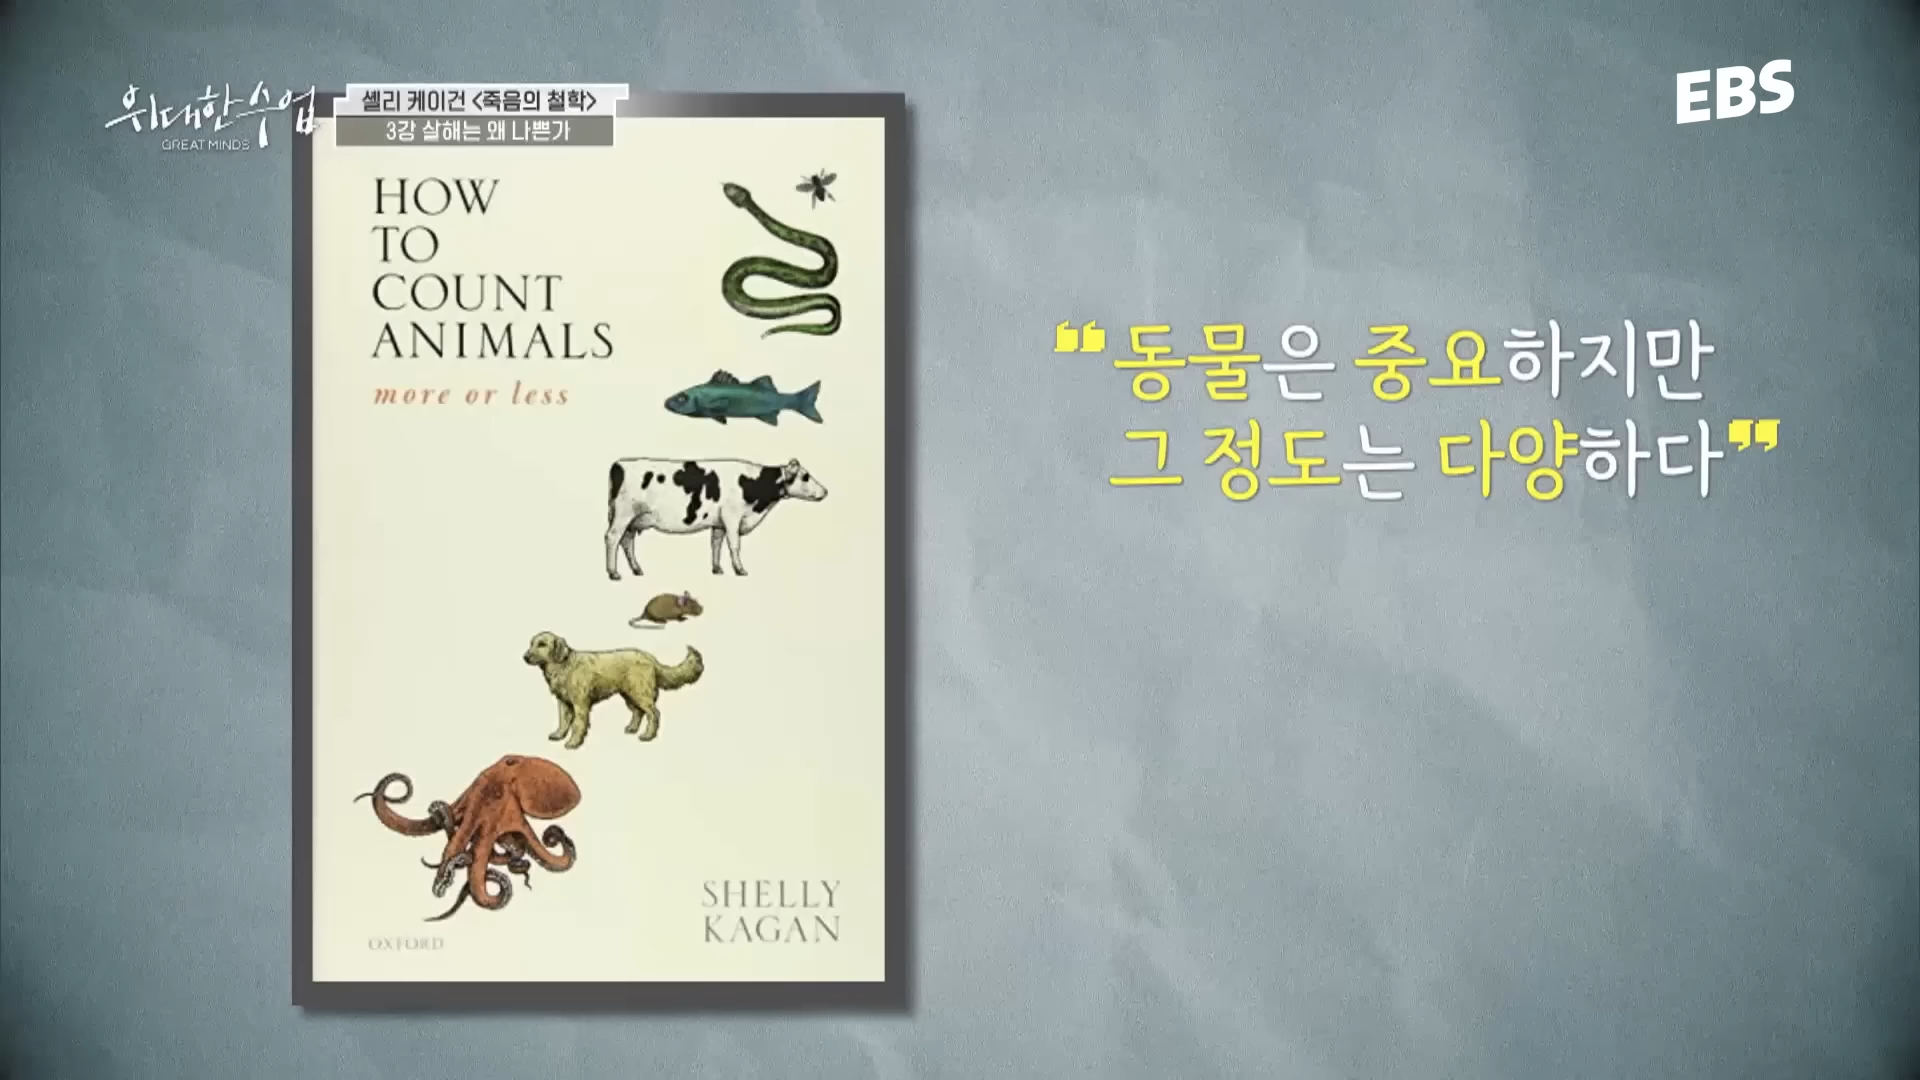 위대한 수업
GREAT MINDS
셸리 케이건 <죽음의 철학>
3강 살해는 왜 나쁜가
EBS
HOW
TO
COUNT
ANIMALS
more or less
SHELLY
KAGAN
OXFORD
❝동물은 중요하지만
그 정도는 다양하다❞